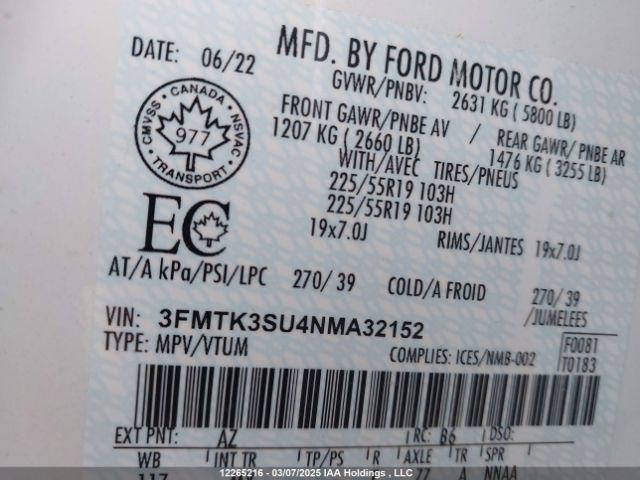 DATE: 06/22
MFD. BY FORD MOTOR CO.
GVWR/PNBV: 2631 KG ( 5800 LB)
FRONT GAWR/PNBE AV / REAR GAWR/ PNBE AR
1207 KG ( 2660 LB) 1476 KG ( 3255 LB)
WITH/AVEC TIRES/PNEUS
225/55R19 103H
225/55R19 103H
19x7.0J RIMS/JANTES 19x7.0J
CMVSS · CANADA · NSVAC · TRANSPORT
977
EC
AT/A kPa/PSI/LPC 270/ 39 COLD/A FROID 270/ 39
/JUMELEES
VIN: 3FMTK3SU4NMA32152
TYPE: MPV/VTUM
COMPLIES: ICES/NMB-002
F0081
T0183
EXT PNT: AZ RC: B6 DSO:
WB INT TR TP/PS R AXLE TR SPR
A NNAA
12265216 - 03/07/2025 IAA Holdings , LLC